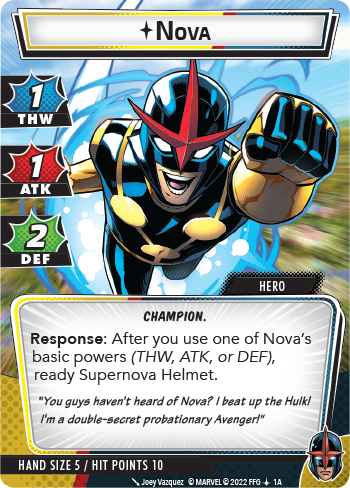 Nova
1
THW
1
ATK
2
DEF
HERO
CHAMPION.
Response: After you use one of Nova's
basic powers (THW, ATK, or DEF),
ready Supernova Helmet.
"You guys haven't heard of Nova? I beat up the Hulk!
I'm a double-secret probationary Avenger!"
HAND SIZE 5 / HIT POINTS 10
Joey Vazquez © MARVEL © 2022 FFG 1A